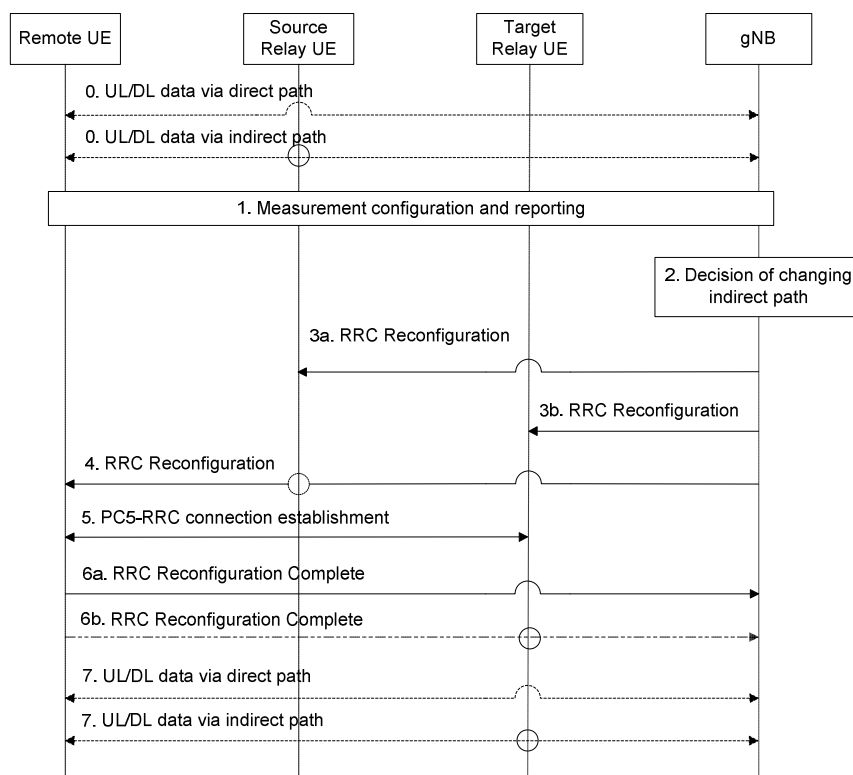 Remote UE
Source
Relay UE
Target
Relay UE
gNB
0. UL/DL data via direct path
0. UL/DL data via indirect path
1. Measurement configuration and reporting
2. Decision of changing
indirect path
3a. RRC Reconfiguration
3b. RRC Reconfiguration
4. RRC Reconfiguration
5. PC5-RRC connection establishment
6a. RRC Reconfiguration Complete
6b. RRC Reconfiguration Complete
7. UL/DL data via direct path
7. UL/DL data via indirect path